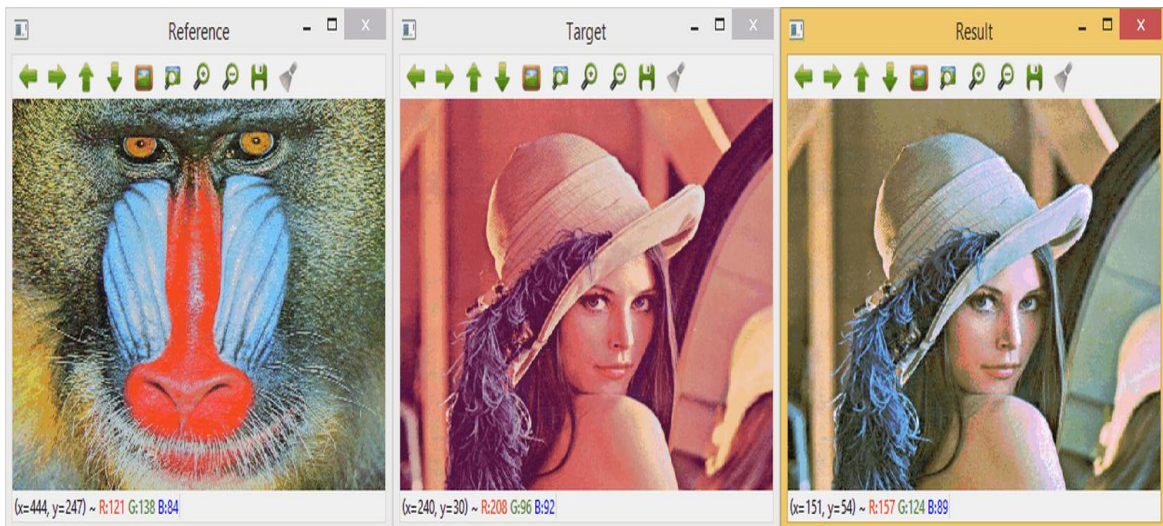 Reference
Target
Result
(x=444, y=247) ~ R:121 G:138 B:84
(x=240, y=30) ~ R:208 G:96 B:92
(x=151, y=54) ~ R:157 G:124 B:89